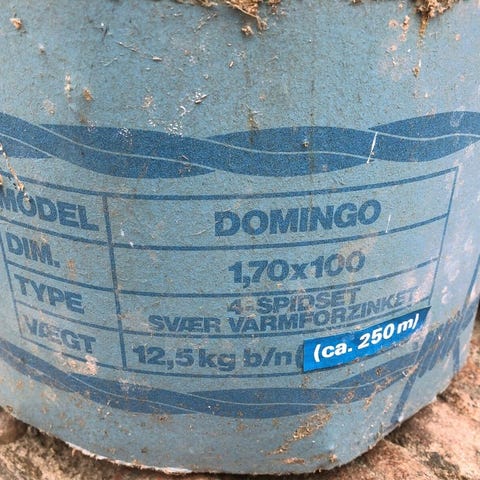 MODEL DOMINGO
DIM. 1,70x100
TYPE 4-SPIDSET
SVÆR VARMFORZINKET
VÆGT 12,5 kg b/n (ca. 250 m)